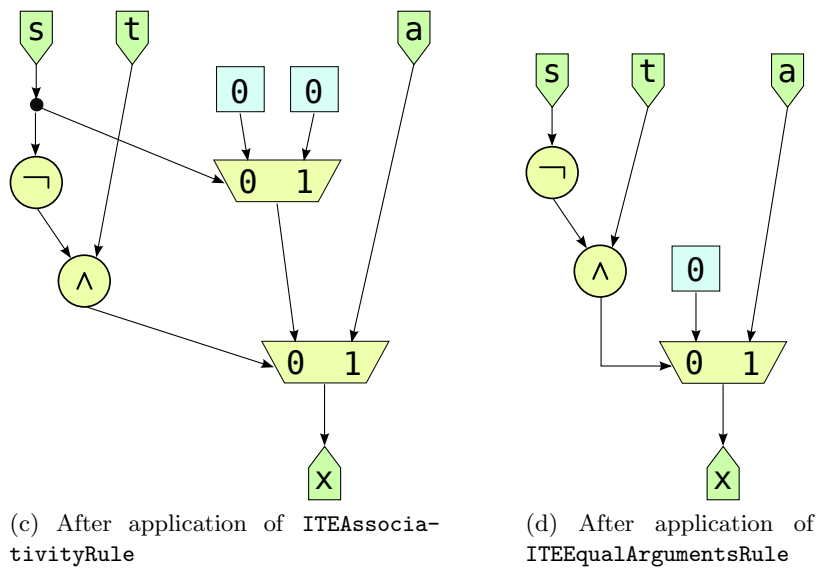 s t a
0 0
0 1
¬
∧
0 1
x
(c) After application of ITEAssocia-
tivityRule
s t a
¬
∧
0
0 1
x
(d) After application of
ITEEqualArgumentsRule